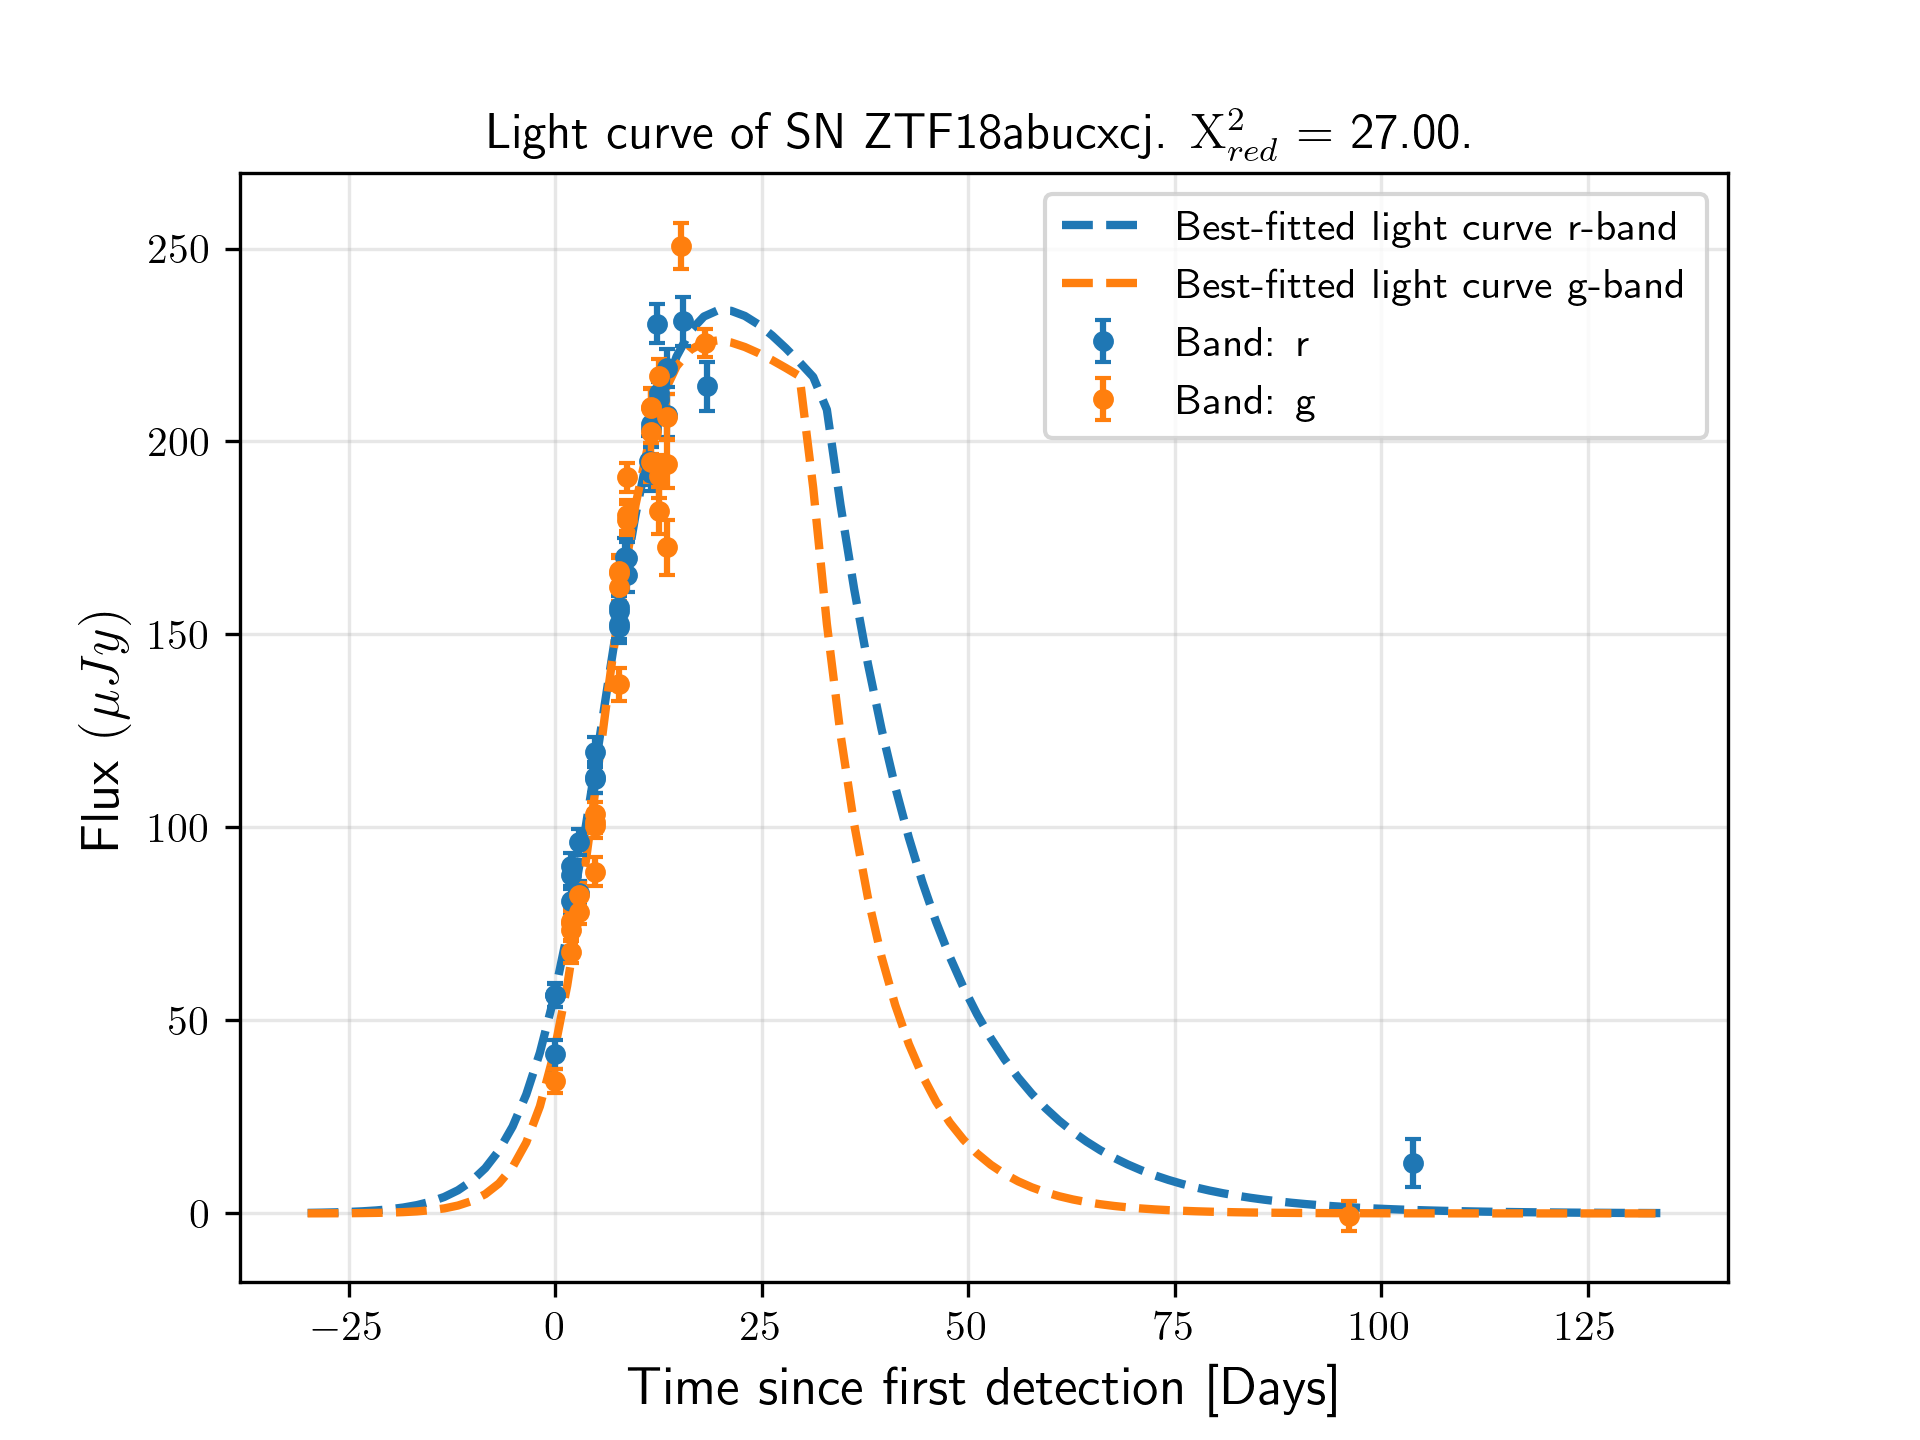 Light curve of SN ZTF18abucxcj. X²_red = 27.00.
Best-fitted light curve r-band
Best-fitted light curve g-band
Band: r
Band: g
Flux (μJy)
250
200
150
100
50
0
−25 0 25 50 75 100 125
Time since first detection [Days]